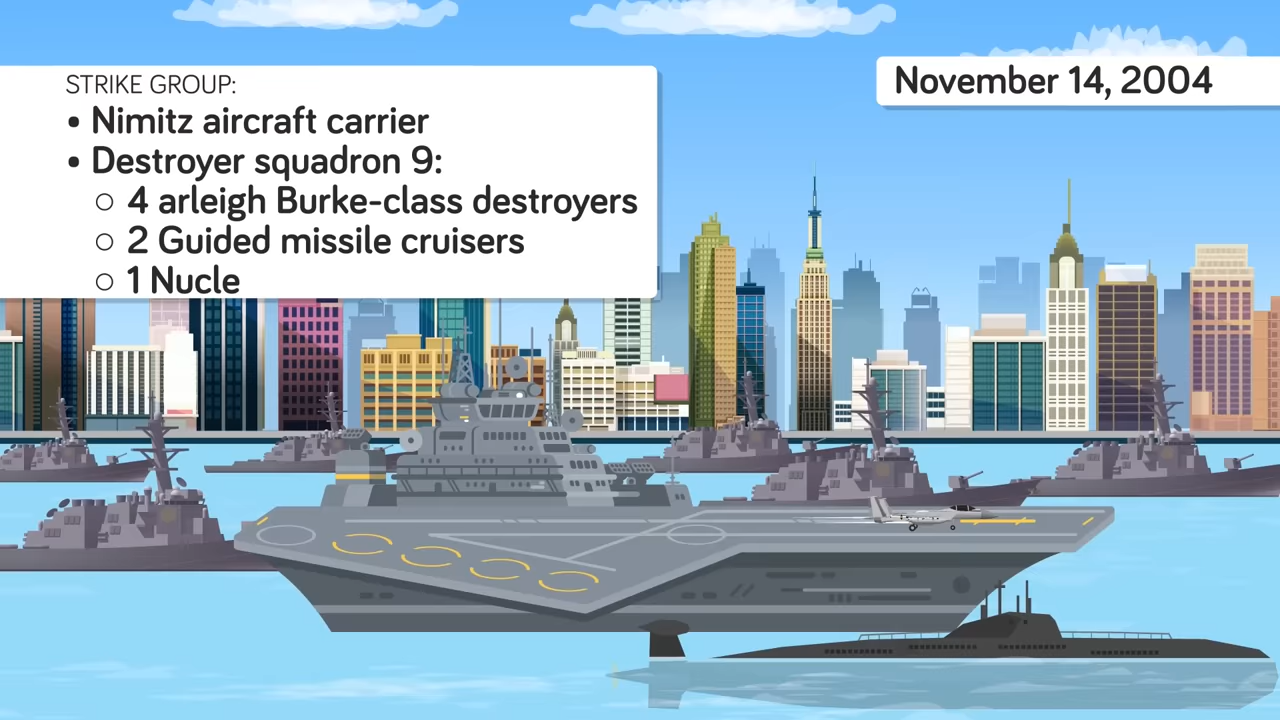 STRIKE GROUP:
• Nimitz aircraft carrier
• Destroyer squadron 9:
○ 4 arleigh Burke-class destroyers
○ 2 Guided missile cruisers
○ 1 Nucle
November 14, 2004